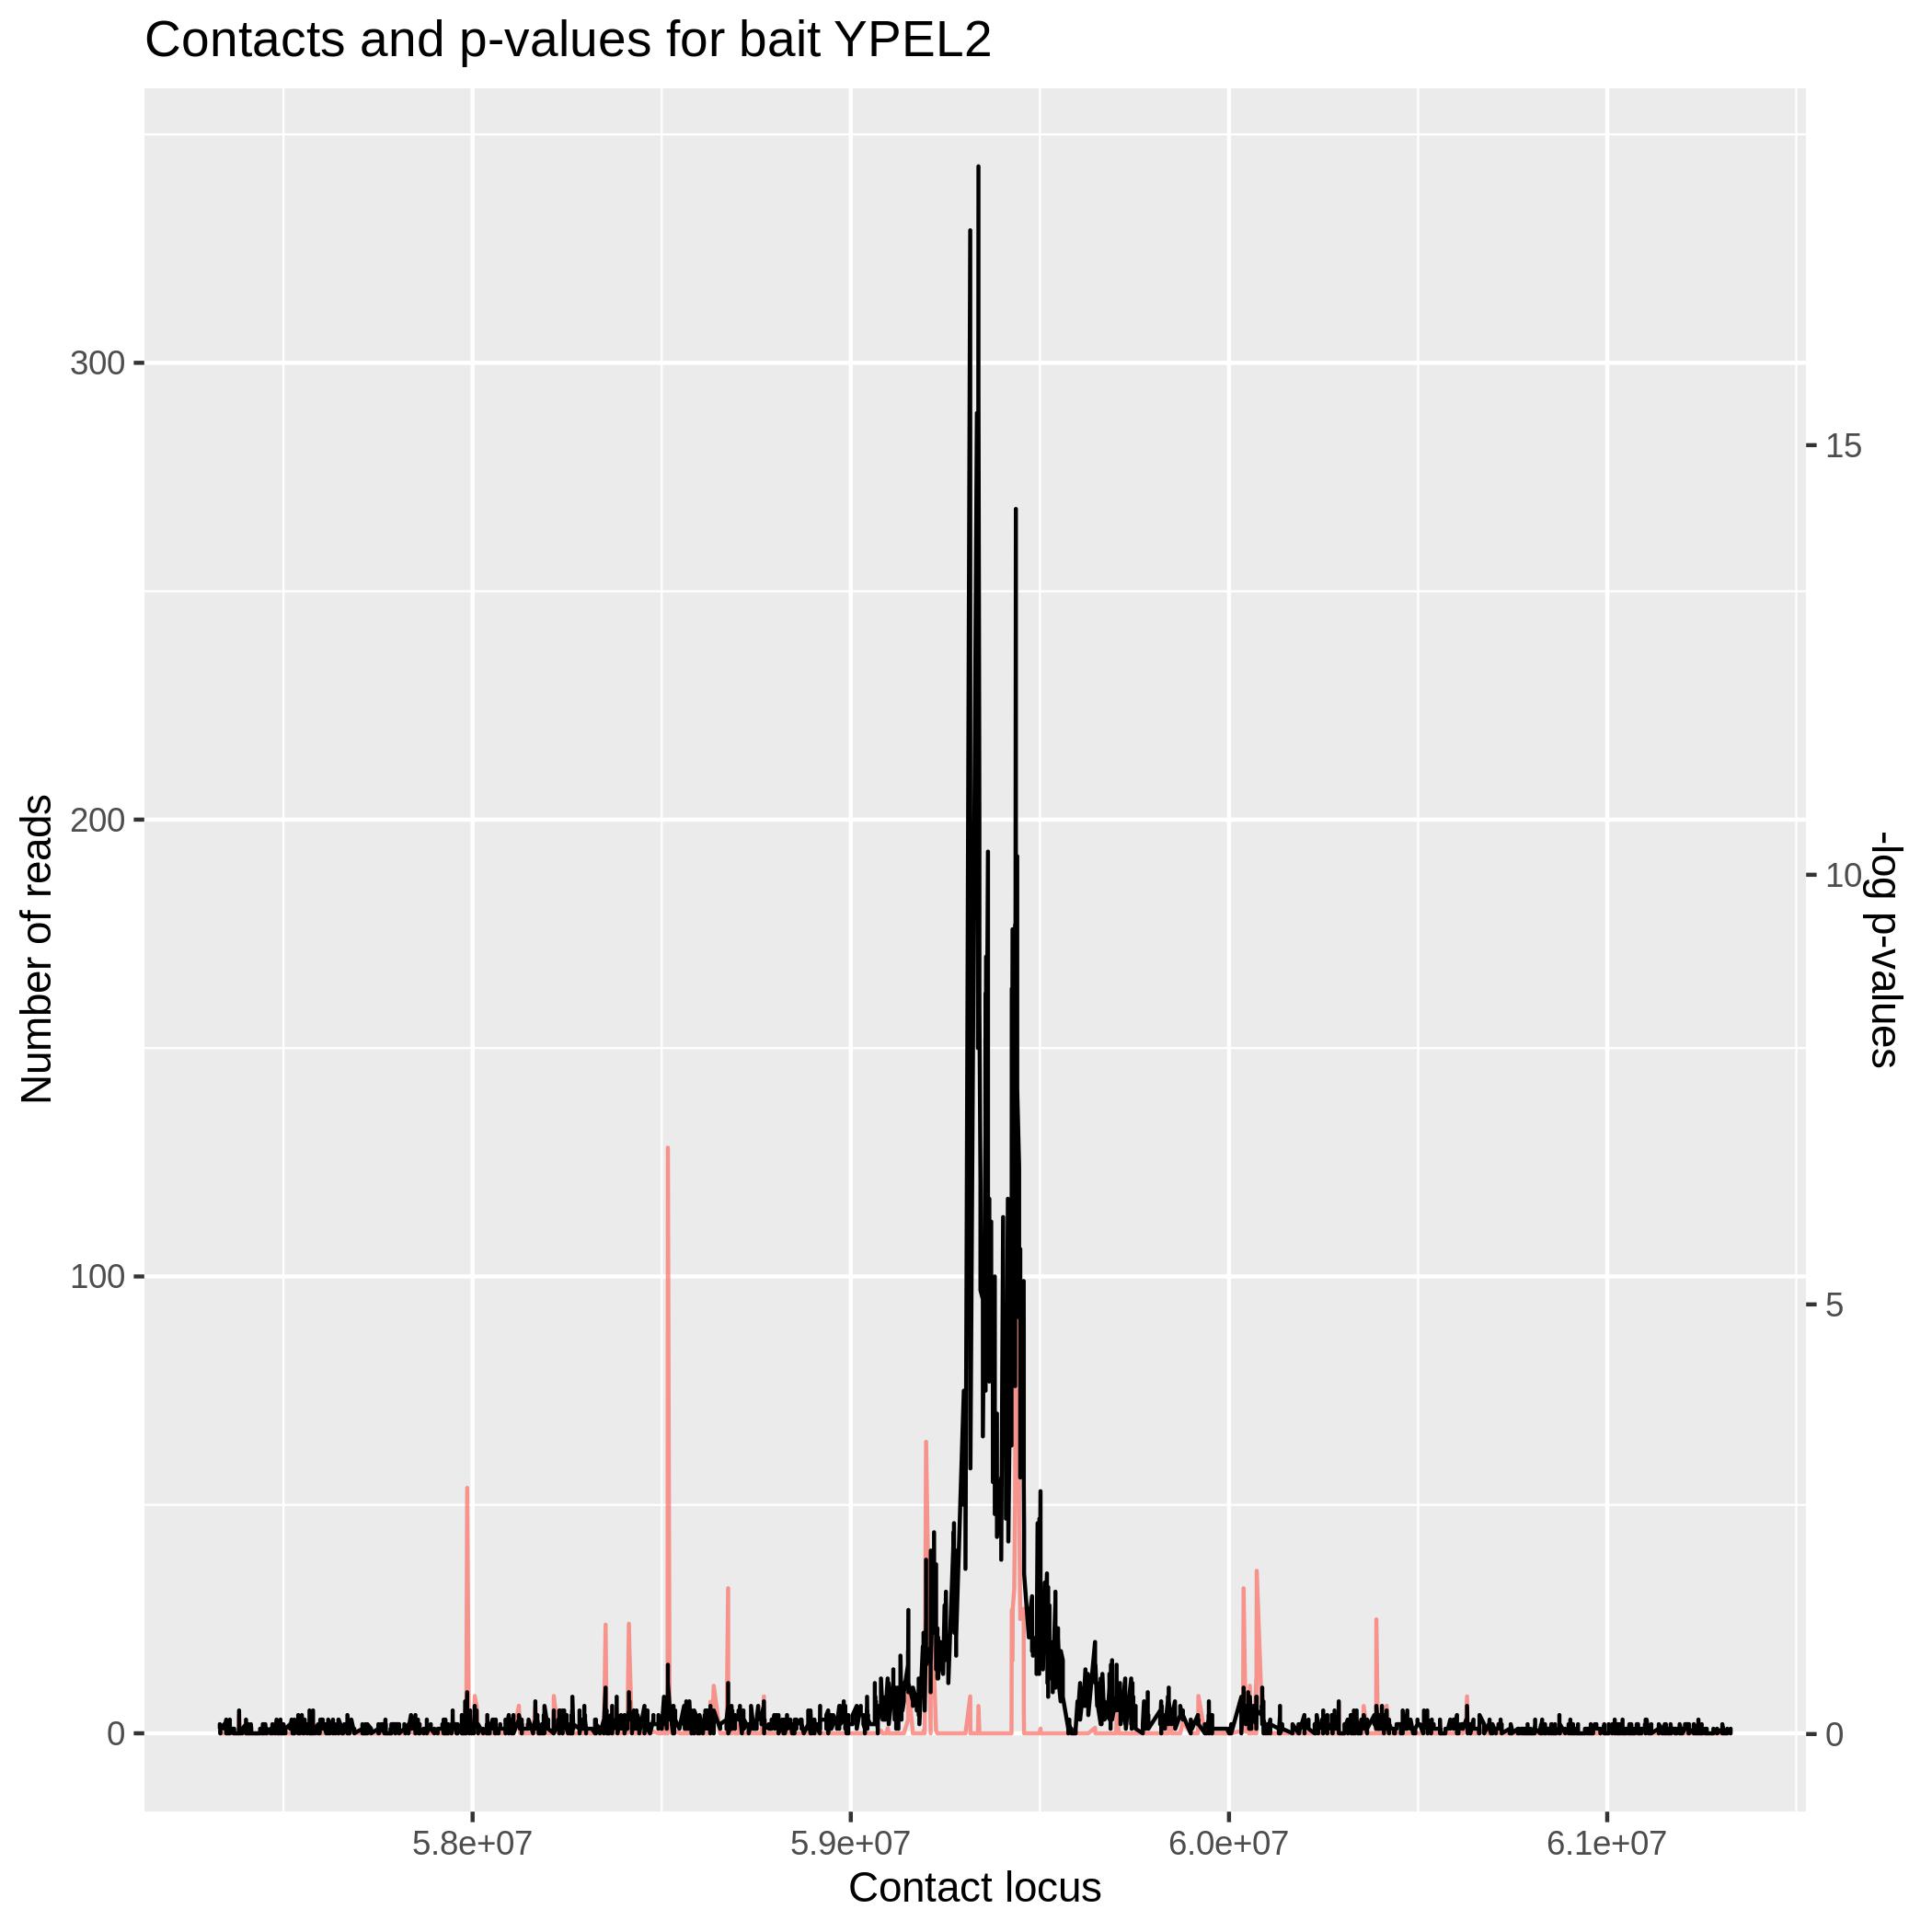 Contacts and p-values for bait YPEL2
Number of reads
300
200
100
0
15
10
5
0
-log p-values
5.8e+07 5.9e+07 6.0e+07 6.1e+07
Contact locus